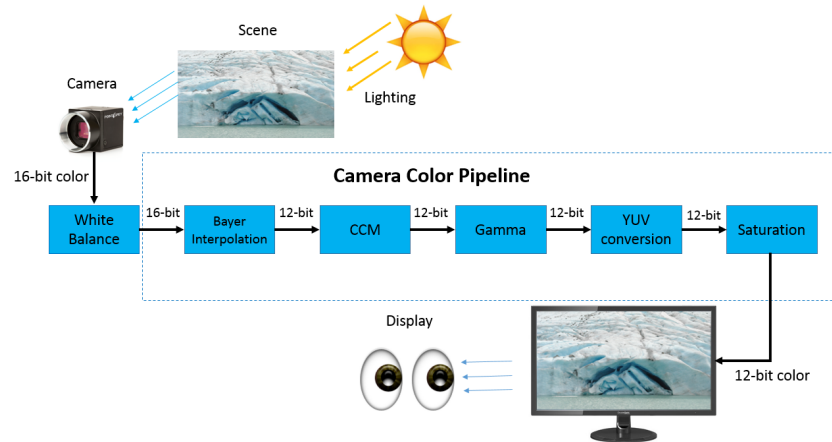 Scene
Camera
Lighting
16-bit color
Camera Color Pipeline
White
Balance
16-bit
Bayer
Interpolation
12-bit
CCM
12-bit
Gamma
12-bit
YUV
conversion
12-bit
Saturation
Display
12-bit color